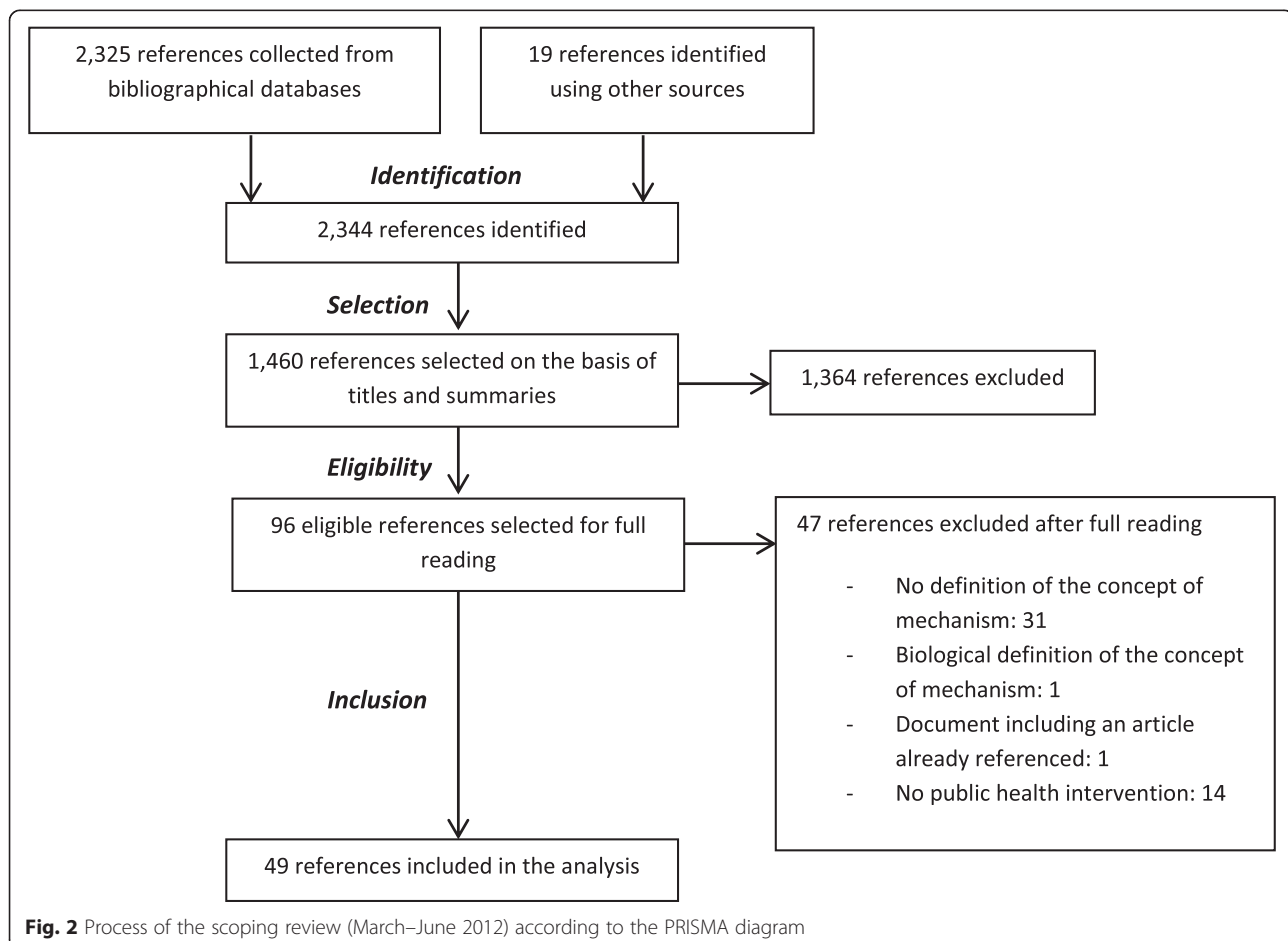 2,325 references collected from
bibliographical databases
19 references identified
using other sources
Identification
2,344 references identified
Selection
1,460 references selected on the basis of
titles and summaries
1,364 references excluded
Eligibility
96 eligible references selected for full
reading
47 references excluded after full reading
- No definition of the concept of
mechanism: 31
- Biological definition of the concept
of mechanism: 1
- Document including an article
already referenced: 1
- No public health intervention: 14
Inclusion
49 references included in the analysis
Fig. 2 Process of the scoping review (March–June 2012) according to the PRISMA diagram